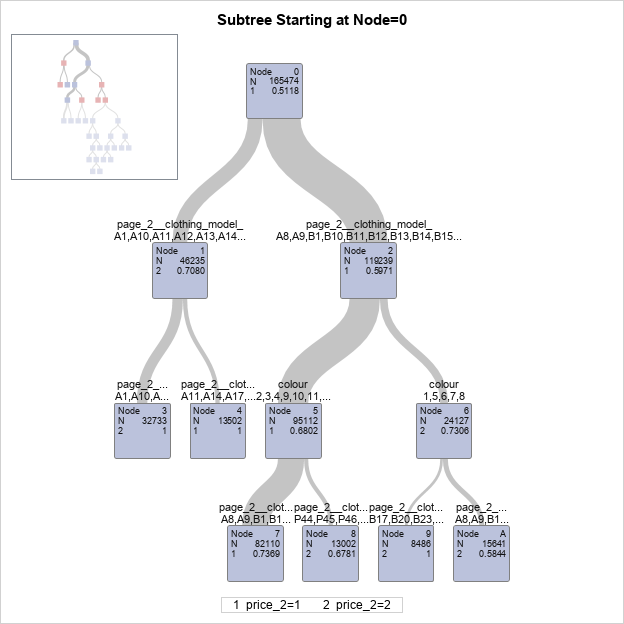 Subtree Starting at Node=0
Node 0
N 165474
1 0.5118
page_2__clothing_model_
A1,A10,A11,A12,A13,A14...
page_2__clothing_model_
A8,A9,B1,B10,B11,B12,B13,B14,B15...
Node 1
N 46235
2 0.7080
Node 2
N 119239
1 0.5971
page_2_...
A1,A10,A...
page_2__clot...
A11,A14,A17,...
colour
2,3,4,9,10,11,...
colour
1,5,6,7,8
Node 3
N 32733
2 1
Node 4
N 13502
1 1
Node 5
N 95112
1 0.6802
Node 6
N 24127
2 0.7306
page_2__clot...
A8,A9,B1,B1...
page_2__clot...
P44,P45,P46,...
page_2__clot...
B17,B20,B23,...
page_2_...
A8,A9,B1...
Node 7
N 82110
1 0.7369
Node 8
N 13002
2 0.6781
Node 9
N 8486
2 1
Node A
N 15641
2 0.5844
1 price_2=1 2 price_2=2